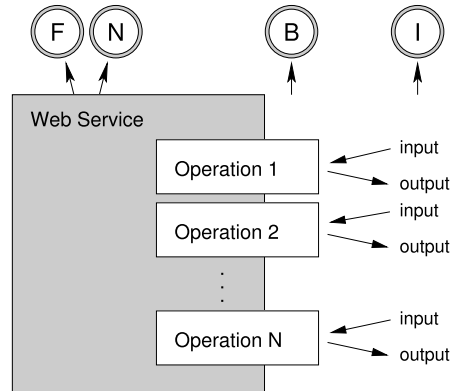 F N B I
Web Service
Operation 1
input
output
Operation 2
input
output
Operation N
input
output